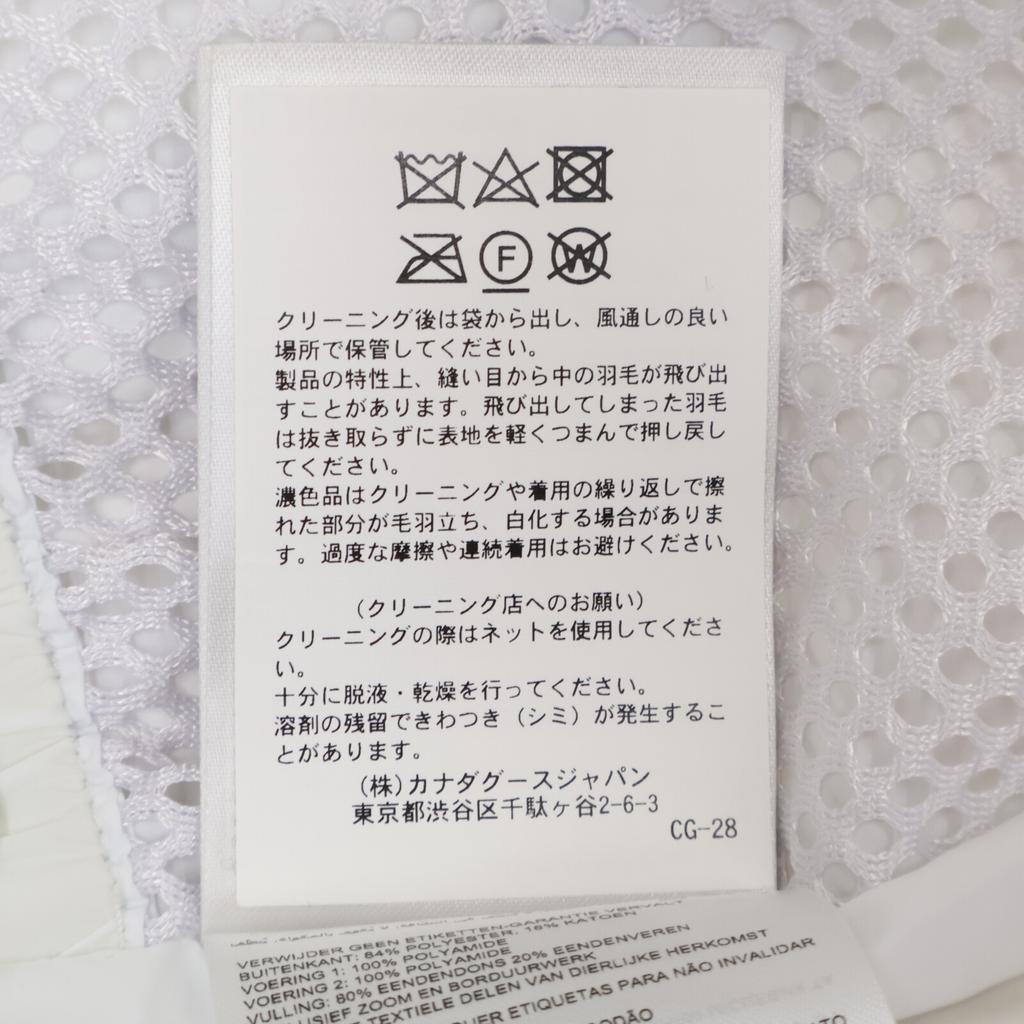 F W
クリーニング後は袋から出し、風通しの良い
場所で保管してください。
製品の特性上、縫い目から中の羽毛が飛び出
すことがあります。飛び出してしまった羽毛
は抜き取らずに表地を軽くつまんで押し戻し
てください。
濃色品はクリーニングや着用の繰り返しで擦
れた部分が毛羽立ち、白化する場合がありま
す。過度な摩擦や連続着用はお避けください。
(クリーニング店へのお願い)
クリーニングの際はネットを使用してくださ
い。
十分に脱液・乾燥を行ってください。
溶剤の残留できわつき(シミ)が発生するこ
とがあります。
(株)カナダグースジャパン
東京都渋谷区千駄ヶ谷2-6-3
CG-28
VERWIJDER GEEN ETIKETTEN-GARANTIE VERVALT
BUITENKANT: 84% POLYESTER, 16% KATOEN
VOERING 1: 100% POLYAMIDE
VOERING 2: 100% POLYAMIDE
VULLING: 80% EENDENDONS 20% EENDENVEREN
ZOOM EN BORDUURWERK
TEXTIELE DELEN VAN DIERLIJKE HERKOMST
ETIQUETAS PARA NÃO INVALIDAR